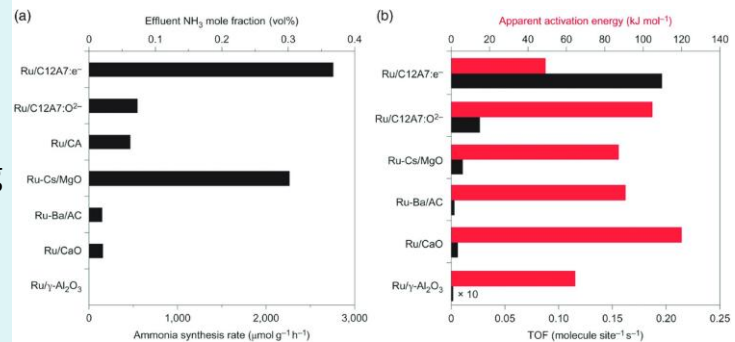 (a)
Effluent NH₃ mole fraction (vol%)
0 0.1 0.2 0.3 0.4
Ru/C12A7:e⁻
Ru/C12A7:O²⁻
Ru/CA
Ru-Cs/MgO
Ru-Ba/AC
Ru/CaO
Ru/γ-Al₂O₃
0 1,000 2,000 3,000
Ammonia synthesis rate (μmol g⁻¹ h⁻¹)
(b)
Apparent activation energy (kJ mol⁻¹)
0 20 40 60 80 100 120 140
Ru/C12A7:e⁻
Ru/C12A7:O²⁻
Ru-Cs/MgO
Ru-Ba/AC
Ru/CaO
Ru/γ-Al₂O₃
× 10
0 0.05 0.10 0.15 0.20 0.25
TOF (molecule site⁻¹ s⁻¹)